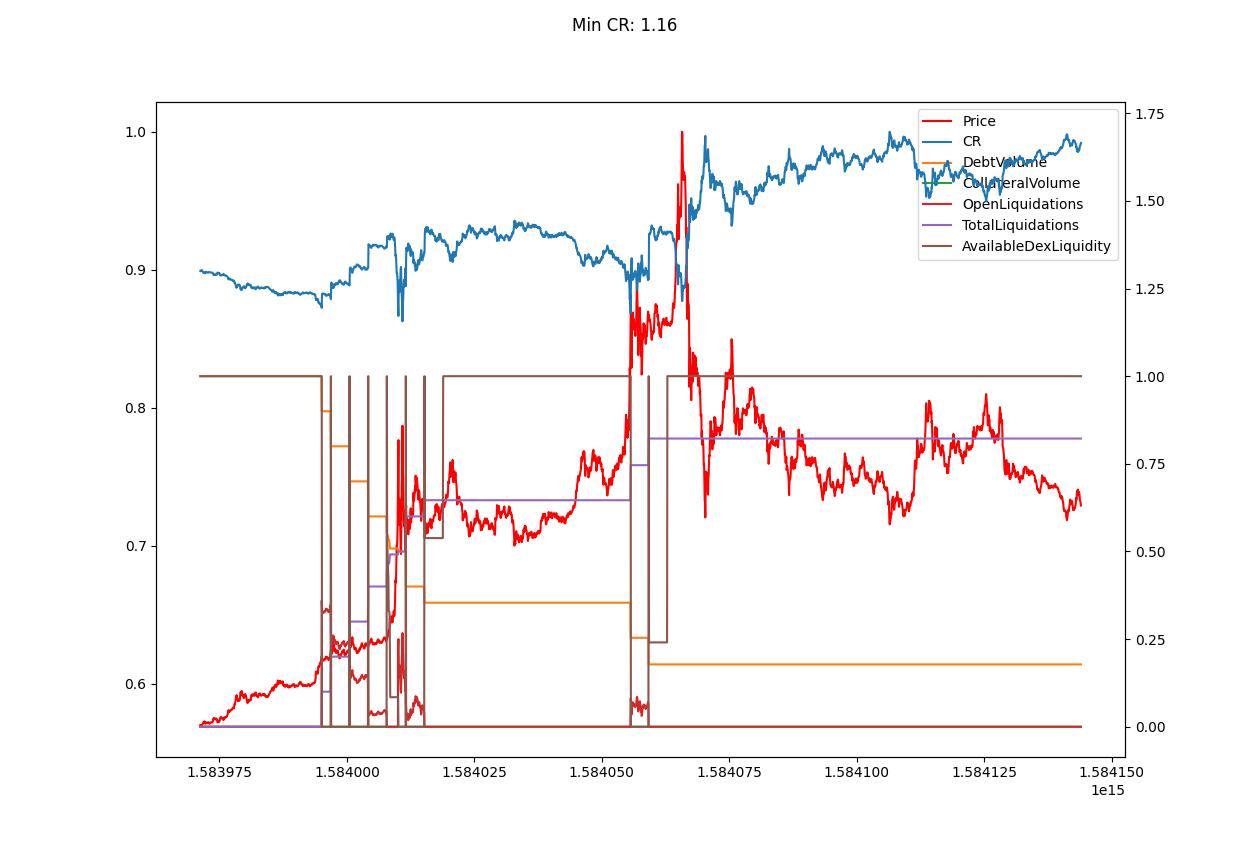 Min CR: 1.16
1.0
0.9
0.8
0.7
0.6
1.75
1.50
1.25
1.00
0.75
0.50
0.25
0.00
Price
CR
DebtVolume
CollateralVolume
OpenLiquidations
TotalLiquidations
AvailableDexLiquidity
1.583975 1.584000 1.584025 1.584050 1.584075 1.584100 1.584125 1.584150
1e15